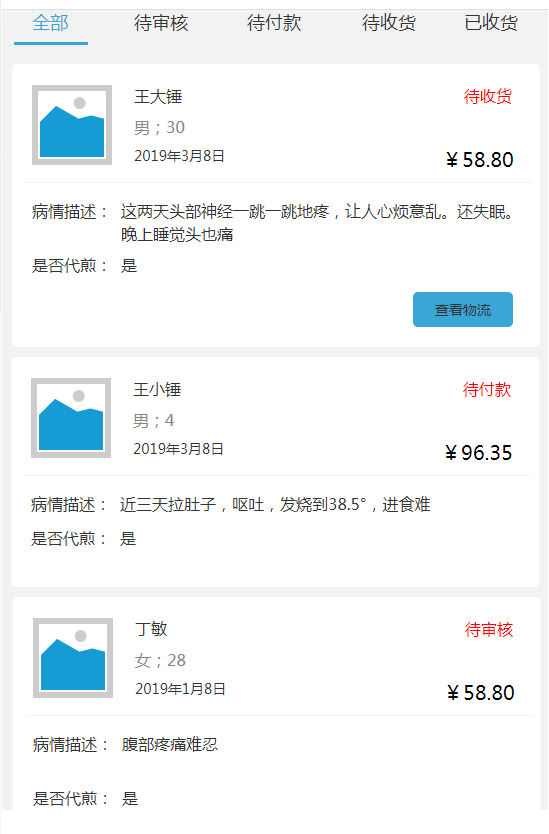 全部 待审核 待付款 待收货 已收货
王大锤 待收货
男；30
2019年3月8日 ￥58.80
病情描述： 这两天头部神经一跳一跳地疼，让人心烦意乱。还失眠。
晚上睡觉头也痛
是否代煎： 是
查看物流
王小锤 待付款
男；4
2019年3月8日 ￥96.35
病情描述： 近三天拉肚子，呕吐，发烧到38.5°，进食难
是否代煎： 是
丁敏 待审核
女；28
2019年1月8日 ￥58.80
病情描述： 腹部疼痛难忍
是否代煎： 是